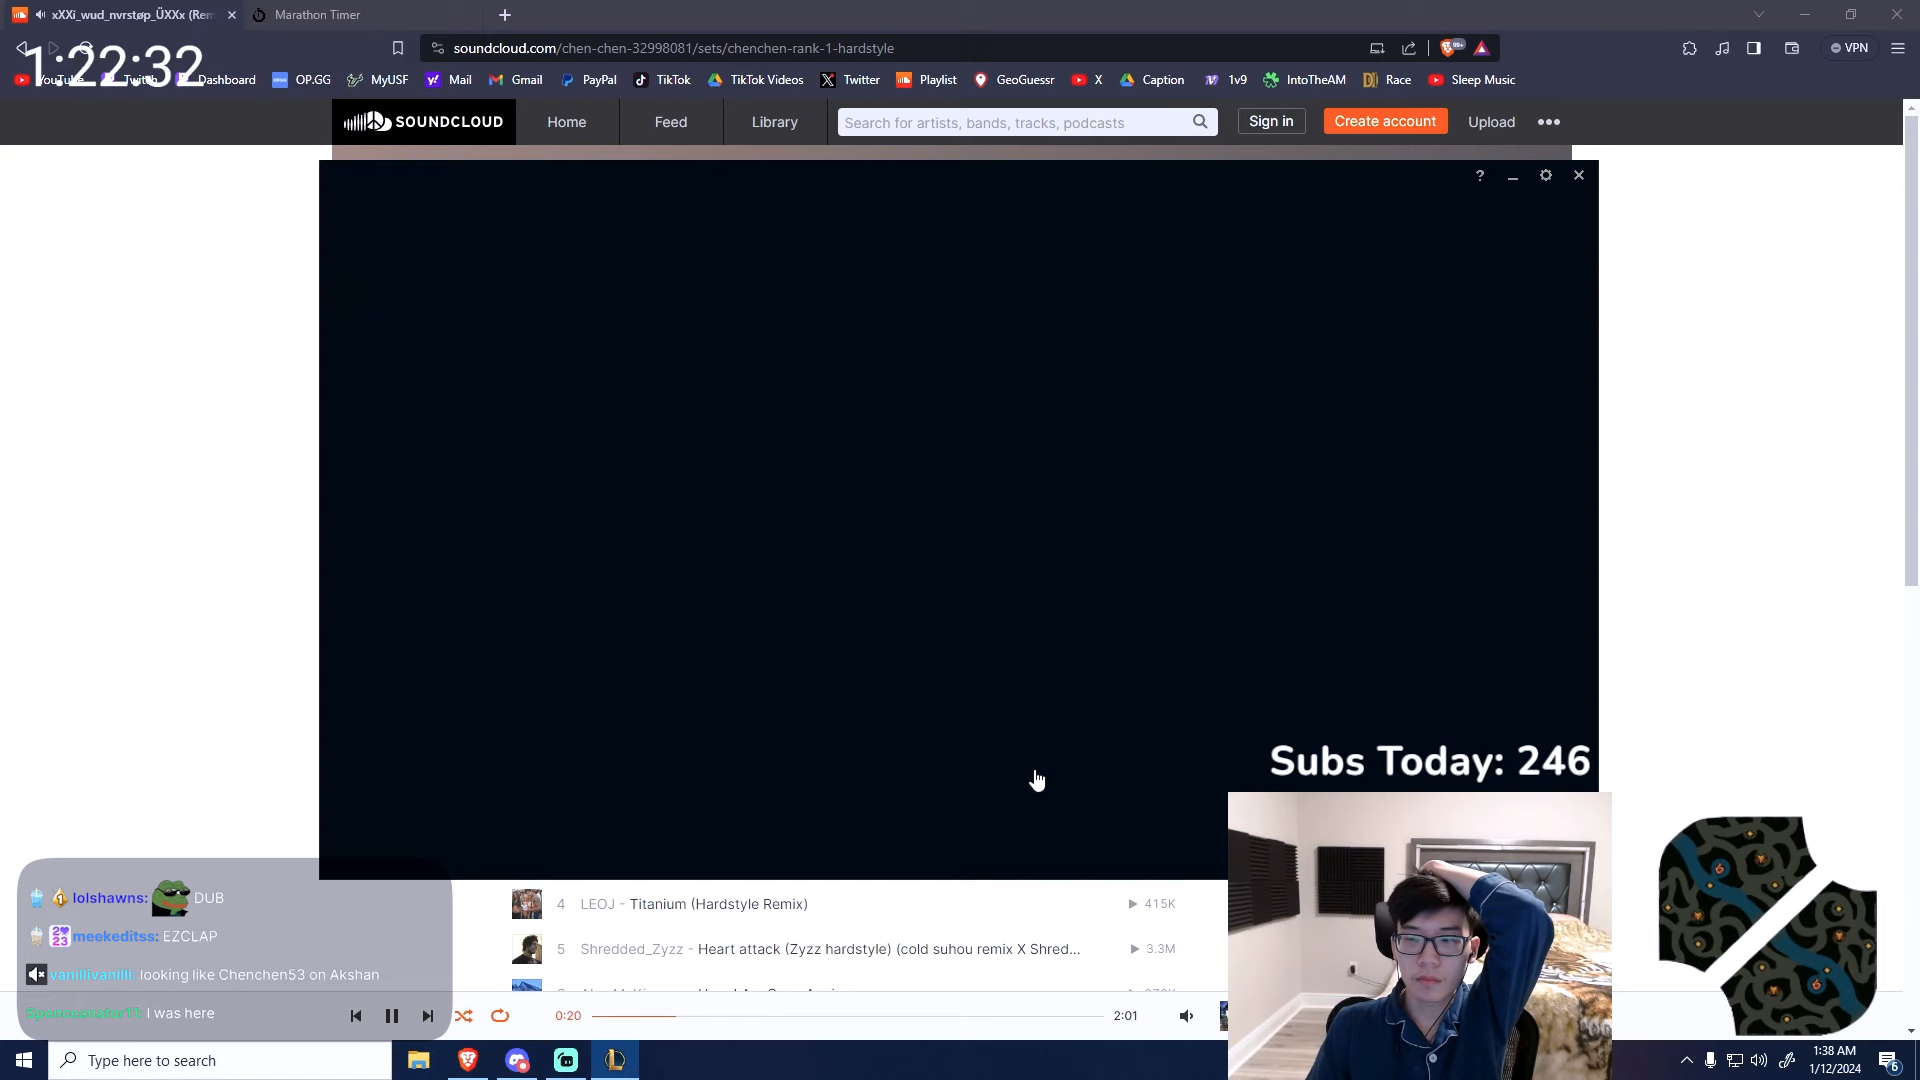 xXXi_wud_nvrstøp_ÜXXx (Rem
Marathon Timer
1:22:32
soundcloud.com/chen-chen-32998081/sets/chenchen-rank-1-hardstyle
99+
VPN
YouTube
Twitch
Dashboard
OP.GG
MyUSF
Mail
Gmail
PayPal
TikTok
TikTok Videos
Twitter
Playlist
GeoGuessr
X
Caption
1v9
IntoTheAM
Race
Sleep Music
SOUNDCLOUD
Home
Feed
Library
Search for artists, bands, tracks, podcasts
Sign in
Create account
Upload
?
Subs Today: 246
lolshawns: DUB
meekeditss: EZCLAP
vanillivanilli: looking like Chenchen53 on Akshan
Spenceanator11: I was here
4 LEOJ - Titanium (Hardstyle Remix) 415K
5 Shredded_Zyzz - Heart attack (Zyzz hardstyle) (cold suhou remix X Shred... 3.3M
0:20
2:01
Type here to search
1:38 AM
1/12/2024
6